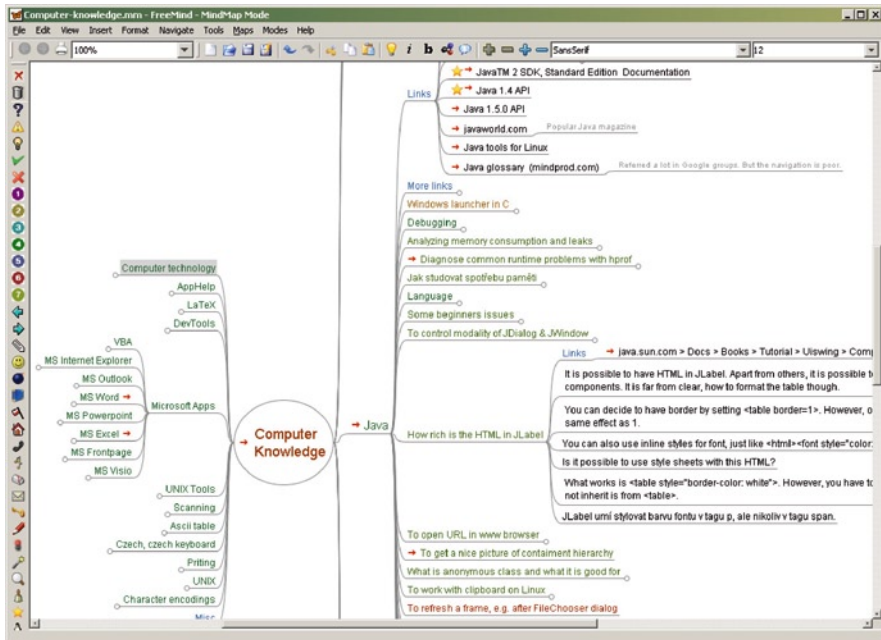 Computer-knowledge.mm - FreeMind - MindMap Mode
File Edit View Insert Format Navigate Tools Maps Modes Help
100%
SansSerif
12
Computer technology
AppHelp
LaTeX
DevTools
VBA
MS Internet Explorer
MS Outlook
MS Word
MS Powerpoint
MS Excel
MS Frontpage
MS Visio
Microsoft Apps
UNIX Tools
Scanning
Ascii table
Czech, czech keyboard
Priting
UNIX
Character encodings
Misc
Computer
Knowledge
Java
Links
JavaTM 2 SDK, Standard Edition Documentation
Java 1.4 API
Java 1.5.0 API
javaworld.com Popular Java magazine
Java tools for Linux
Java glossary (mindprod.com) Referred a lot in Google groups. But the navigation is poor.
More links
Windows launcher in C
Debugging
Analyzing memory consumption and leaks
Diagnose common runtime problems with hprof
Jak studovat spotřebu paměti
Language
Some beginners issues
To control modality of JDialog & JWindow
How rich is the HTML in JLabel
Links java.sun.com > Docs > Books > Tutorial > Uiswing > Comp
It is possible to have HTML in JLabel. Apart from others, it is possible t
components. It is far from clear, how to format the table though.
You can decide to have border by setting <table border=1>. However, o
same effect as 1.
You can also use inline styles for font, just like <html><font style="color:
Is it possible to use style sheets with this HTML?
What works is <table style="border-color: white">. However, you have to
not inherit is from <table>.
JLabel umí stylovat barvu fontu v tagu p, ale nikoliv v tagu span.
To open URL in www browser
To get a nice picture of contaiment hierarchy
What is anonymous class and what it is good for
To work with clipboard on Linux
To refresh a frame, e.g. after FileChooser dialog